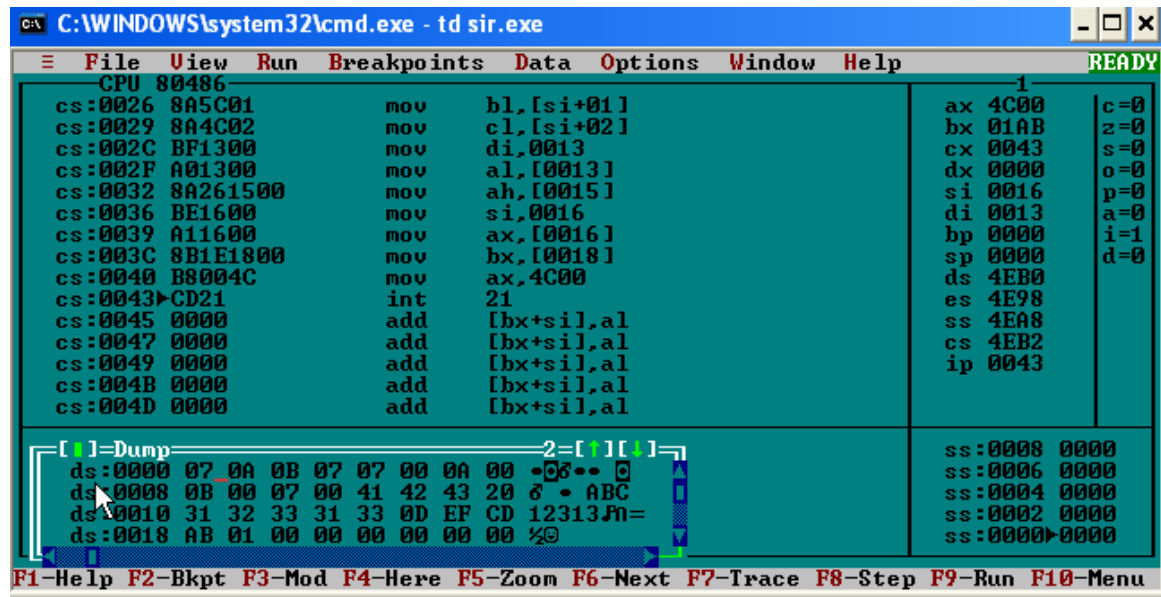 C:\WINDOWS\system32\cmd.exe - td sir.exe
≡ File View Run Breakpoints Data Options Window Help READY
CPU 80486 1
cs:0026 8A5C01 mov bl,[si+01] ax 4C00 c=0
cs:0029 8A4C02 mov cl,[si+02] bx 01AB z=0
cs:002C BF1300 mov di,0013 cx 0043 s=0
cs:002F A01300 mov al,[0013] dx 0000 o=0
cs:0032 8A261500 mov ah,[0015] si 0016 p=0
cs:0036 BE1600 mov si,0016 di 0013 a=0
cs:0039 A11600 mov ax,[0016] bp 0000 i=1
cs:003C 8B1E1800 mov bx,[0018] sp 0000 d=0
cs:0040 B8004C mov ax,4C00 ds 4EB0
cs:0043►CD21 int 21 es 4E98
cs:0045 0000 add [bx+si],al ss 4EA8
cs:0047 0000 add [bx+si],al cs 4EB2
cs:0049 0000 add [bx+si],al ip 0043
cs:004B 0000 add [bx+si],al
cs:004D 0000 add [bx+si],al
[■]=Dump 2=[↑][↓] ss:0008 0000
ds:0000 07 0A 0B 07 07 00 0A 00 •◙♂•• ◙ ss:0006 0000
ds:0008 0B 00 07 00 41 42 43 20 ♂ • ABC ss:0004 0000
ds:0010 31 32 33 31 33 0D EF CD 12313♪∩= ss:0002 0000
ds:0018 AB 01 00 00 00 00 00 00 ½☺ ss:0000►0000
F1-Help F2-Bkpt F3-Mod F4-Here F5-Zoom F6-Next F7-Trace F8-Step F9-Run F10-Menu